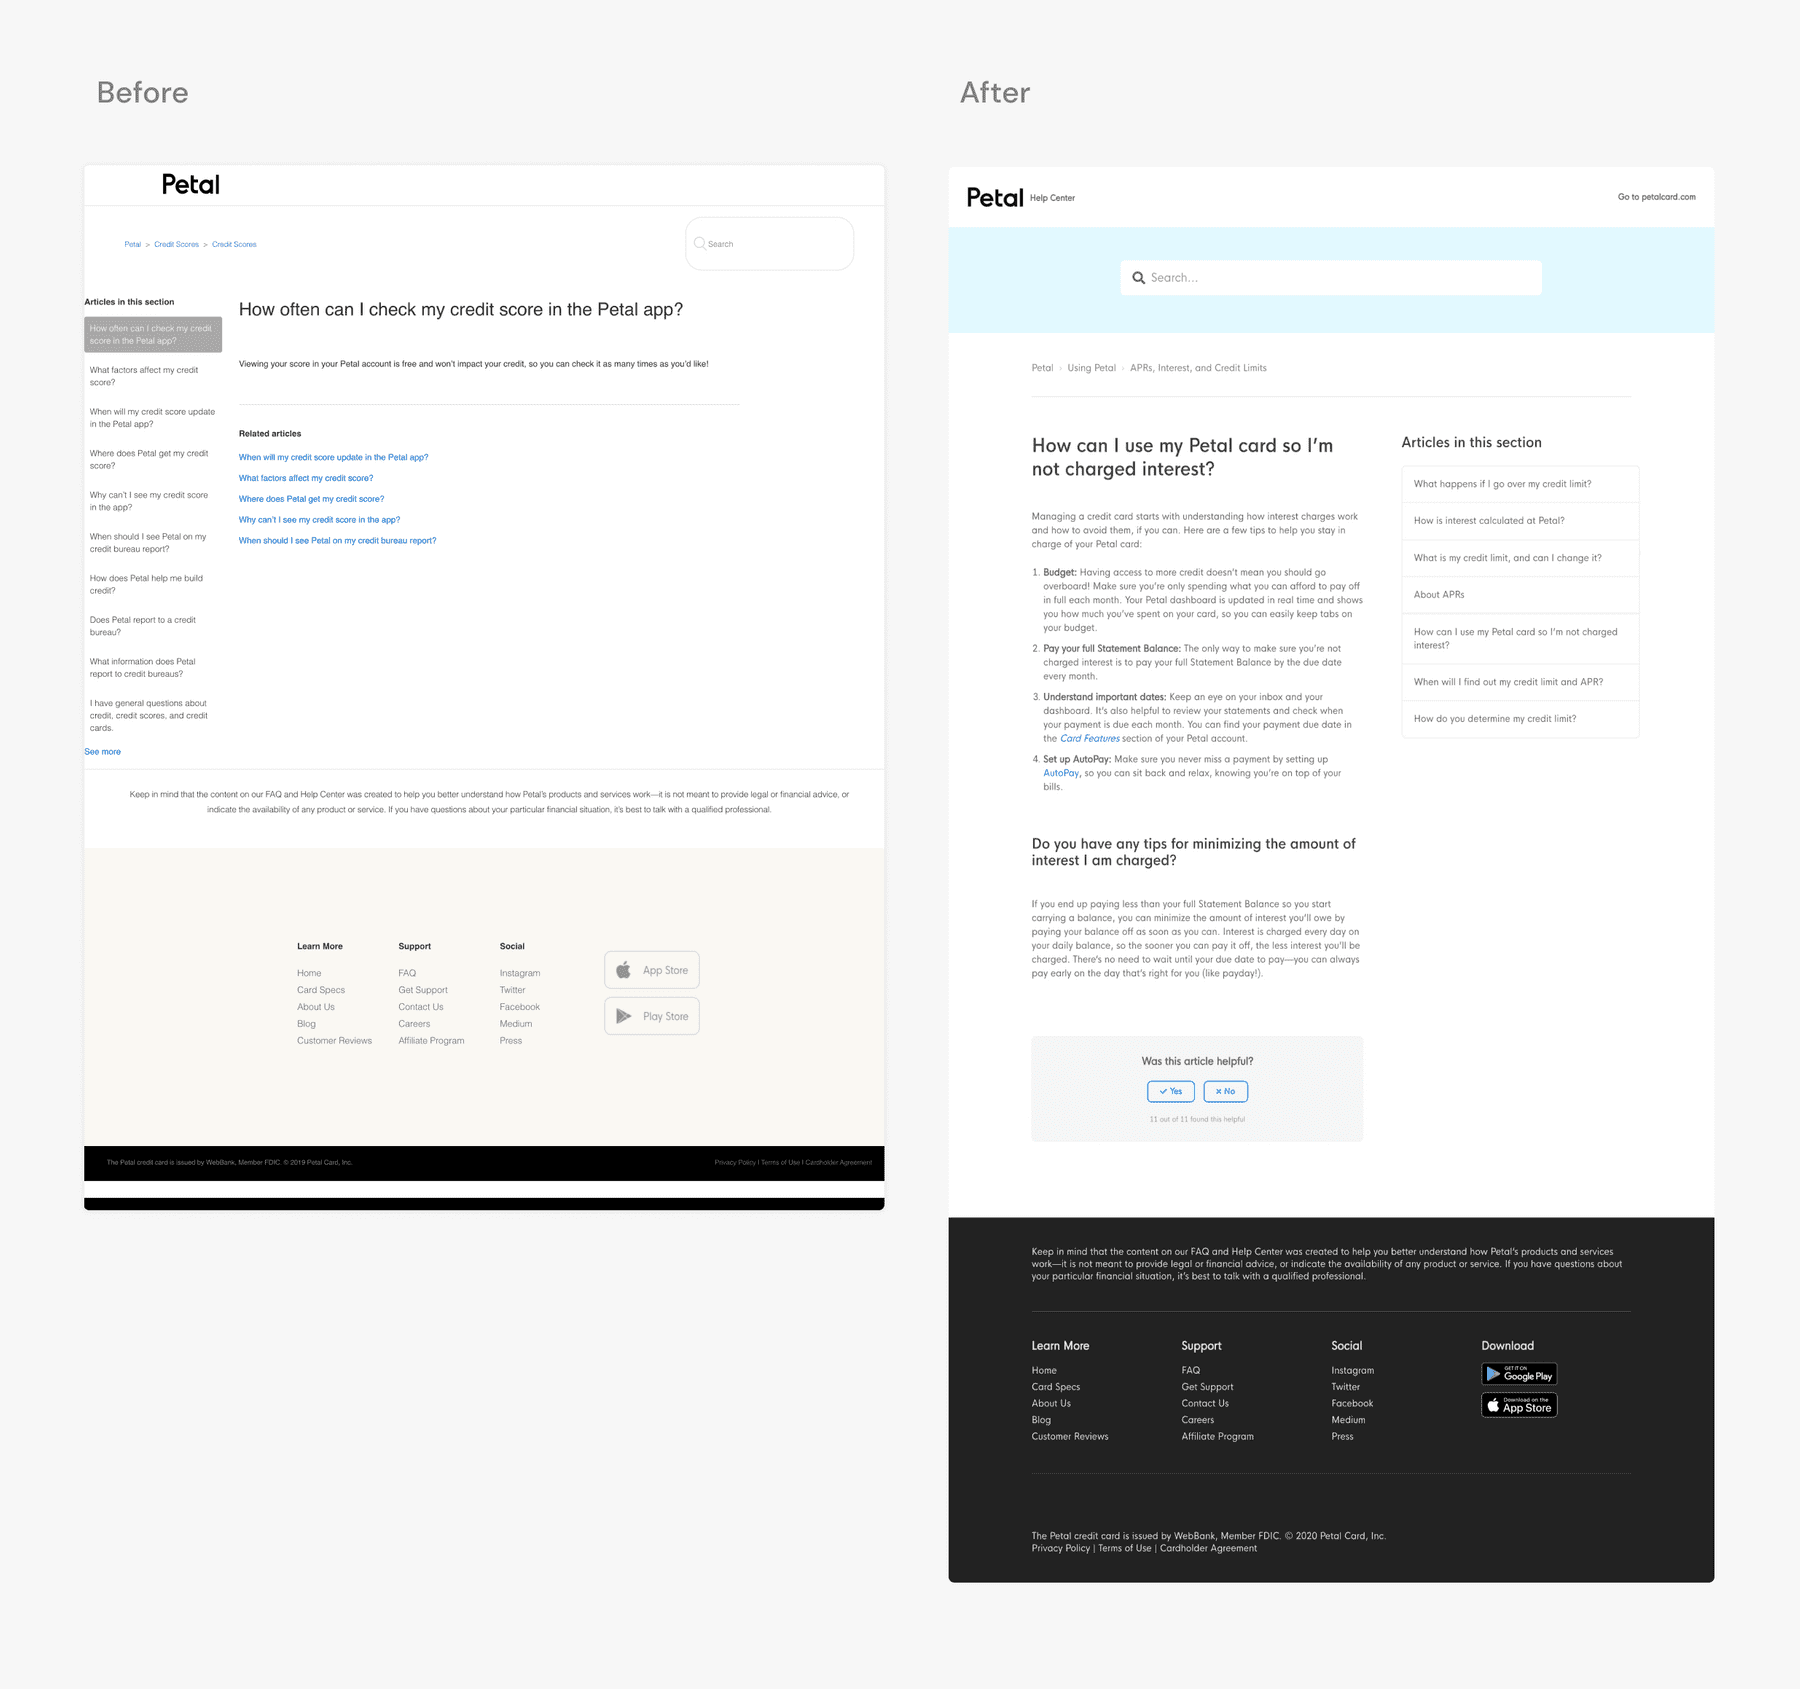 Before
Petal
Petal > Credit Scores > Credit Scores
Search
Articles in this section
How often can I check my credit
score in the Petal app?
What factors affect my credit
score?
When will my credit score update
in the Petal app?
Where does Petal get my credit
score?
Why can't I see my credit score
in the app?
When should I see Petal on my
credit bureau report?
How does Petal help me build
credit?
Does Petal report to a credit
bureau?
What information does Petal
report to credit bureaus?
I have general questions about
credit, credit scores, and credit
cards.
See more
How often can I check my credit score in the Petal app?
Viewing your score in your Petal account is free and won't impact your credit, so you can check it as many times as you'd like!
Related articles
When will my credit score update in the Petal app?
What factors affect my credit score?
Where does Petal get my credit score?
Why can't I see my credit score in the app?
When should I see Petal on my credit bureau report?
Keep in mind that the content on our FAQ and Help Center was created to help you better understand how Petal's products and services work—it is not meant to provide legal or financial advice, or
indicate the availability of any product or service. If you have questions about your particular financial situation, it's best to talk with a qualified professional.
Learn More
Home
Card Specs
About Us
Blog
Customer Reviews
Support
FAQ
Get Support
Contact Us
Careers
Affiliate Program
Social
Instagram
Twitter
Facebook
Medium
Press
App Store
Play Store
The Petal credit card is issued by WebBank, Member FDIC. © 2019 Petal Card, Inc.
Privacy Policy | Terms of Use | Cardholder Agreement
After
Petal Help Center
Go to petalcard.com
Search...
Petal › Using Petal › APRs, Interest, and Credit Limits
How can I use my Petal card so I'm
not charged interest?
Managing a credit card starts with understanding how interest charges work
and how to avoid them, if you can. Here are a few tips to help you stay in
charge of your Petal card:
1. Budget: Having access to more credit doesn't mean you should go
overboard! Make sure you're only spending what you can afford to pay off
in full each month. Your Petal dashboard is updated in real time and shows
you how much you've spent on your card, so you can easily keep tabs on
your budget.
2. Pay your full Statement Balance: The only way to make sure you're not
charged interest is to pay your full Statement Balance by the due date
every month.
3. Understand important dates: Keep an eye on your inbox and your
dashboard. It's also helpful to review your statements and check when
your payment is due each month. You can find your payment due date in
the Card Features section of your Petal account.
4. Set up AutoPay: Make sure you never miss a payment by setting up
AutoPay, so you can sit back and relax, knowing you're on top of your
bills.
Do you have any tips for minimizing the amount of
interest I am charged?
If you end up paying less than your full Statement Balance so you start
carrying a balance, you can minimize the amount of interest you'll owe by
paying your balance off as soon as you can. Interest is charged every day on
your daily balance, so the sooner you can pay it off, the less interest you'll be
charged. There's no need to wait until your due date to pay—you can always
pay early on the day that's right for you (like payday!).
Was this article helpful?
✓ Yes
× No
11 out of 11 found this helpful
Articles in this section
What happens if I go over my credit limit?
How is interest calculated at Petal?
What is my credit limit, and can I change it?
About APRs
How can I use my Petal card so I'm not charged
interest?
When will I find out my credit limit and APR?
How do you determine my credit limit?
Keep in mind that the content on our FAQ and Help Center was created to help you better understand how Petal's products and services
work—it is not meant to provide legal or financial advice, or indicate the availability of any product or service. If you have questions about
your particular financial situation, it's best to talk with a qualified professional.
Learn More
Home
Card Specs
About Us
Blog
Customer Reviews
Support
FAQ
Get Support
Contact Us
Careers
Affiliate Program
Social
Instagram
Twitter
Facebook
Medium
Press
Download
GET IT ON
Google Play
Download on the
App Store
The Petal credit card is issued by WebBank, Member FDIC. © 2020 Petal Card, Inc.
Privacy Policy | Terms of Use | Cardholder Agreement